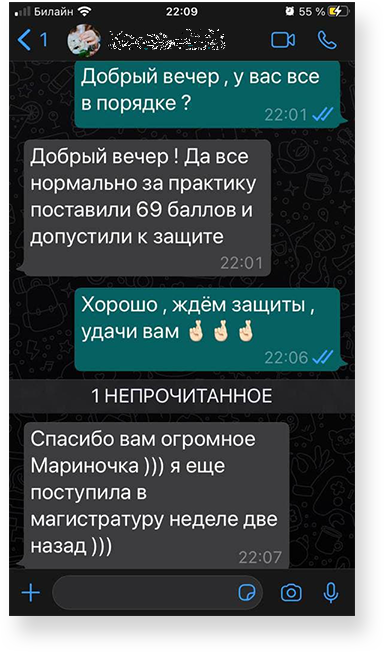 Билайн 22:09 55 %
1
Добрый вечер , у вас все
в порядке ?
22:01
Добрый вечер ! Да все
нормально за практику
поставили 69 баллов и
допустили к защите
22:01
Хорошо , ждём защиты ,
удачи вам 🤞🏻🤞🏻🤞🏻
22:06
1 НЕПРОЧИТАННОЕ
Спасибо вам огромное
Мариночка ))) я еще
поступила в
магистратуру неделе две
назад )))
22:07